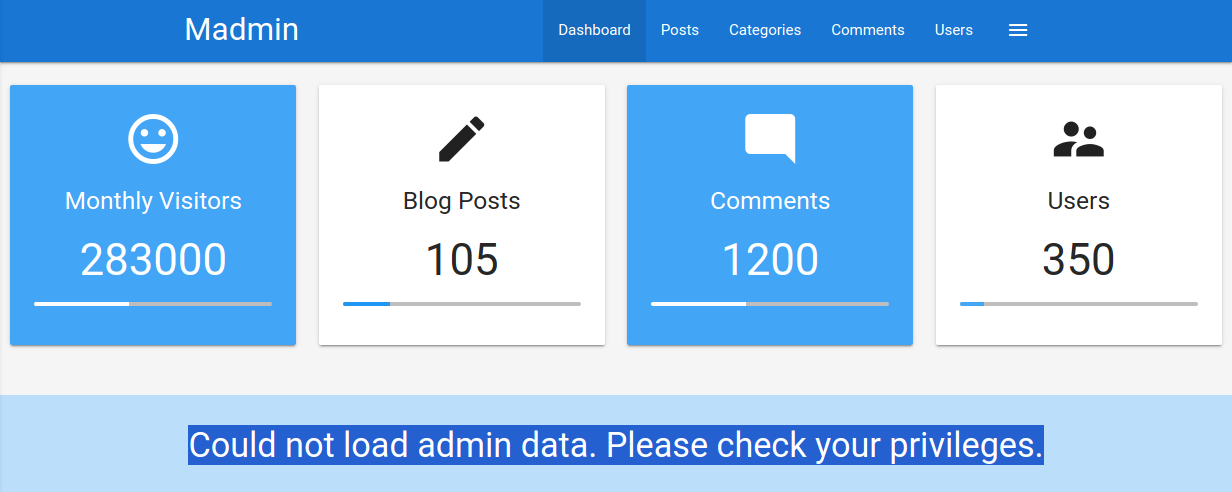 Madmin
Dashboard Posts Categories Comments Users
Monthly Visitors
283000
Blog Posts
105
Comments
1200
Users
350
Could not load admin data. Please check your privileges.